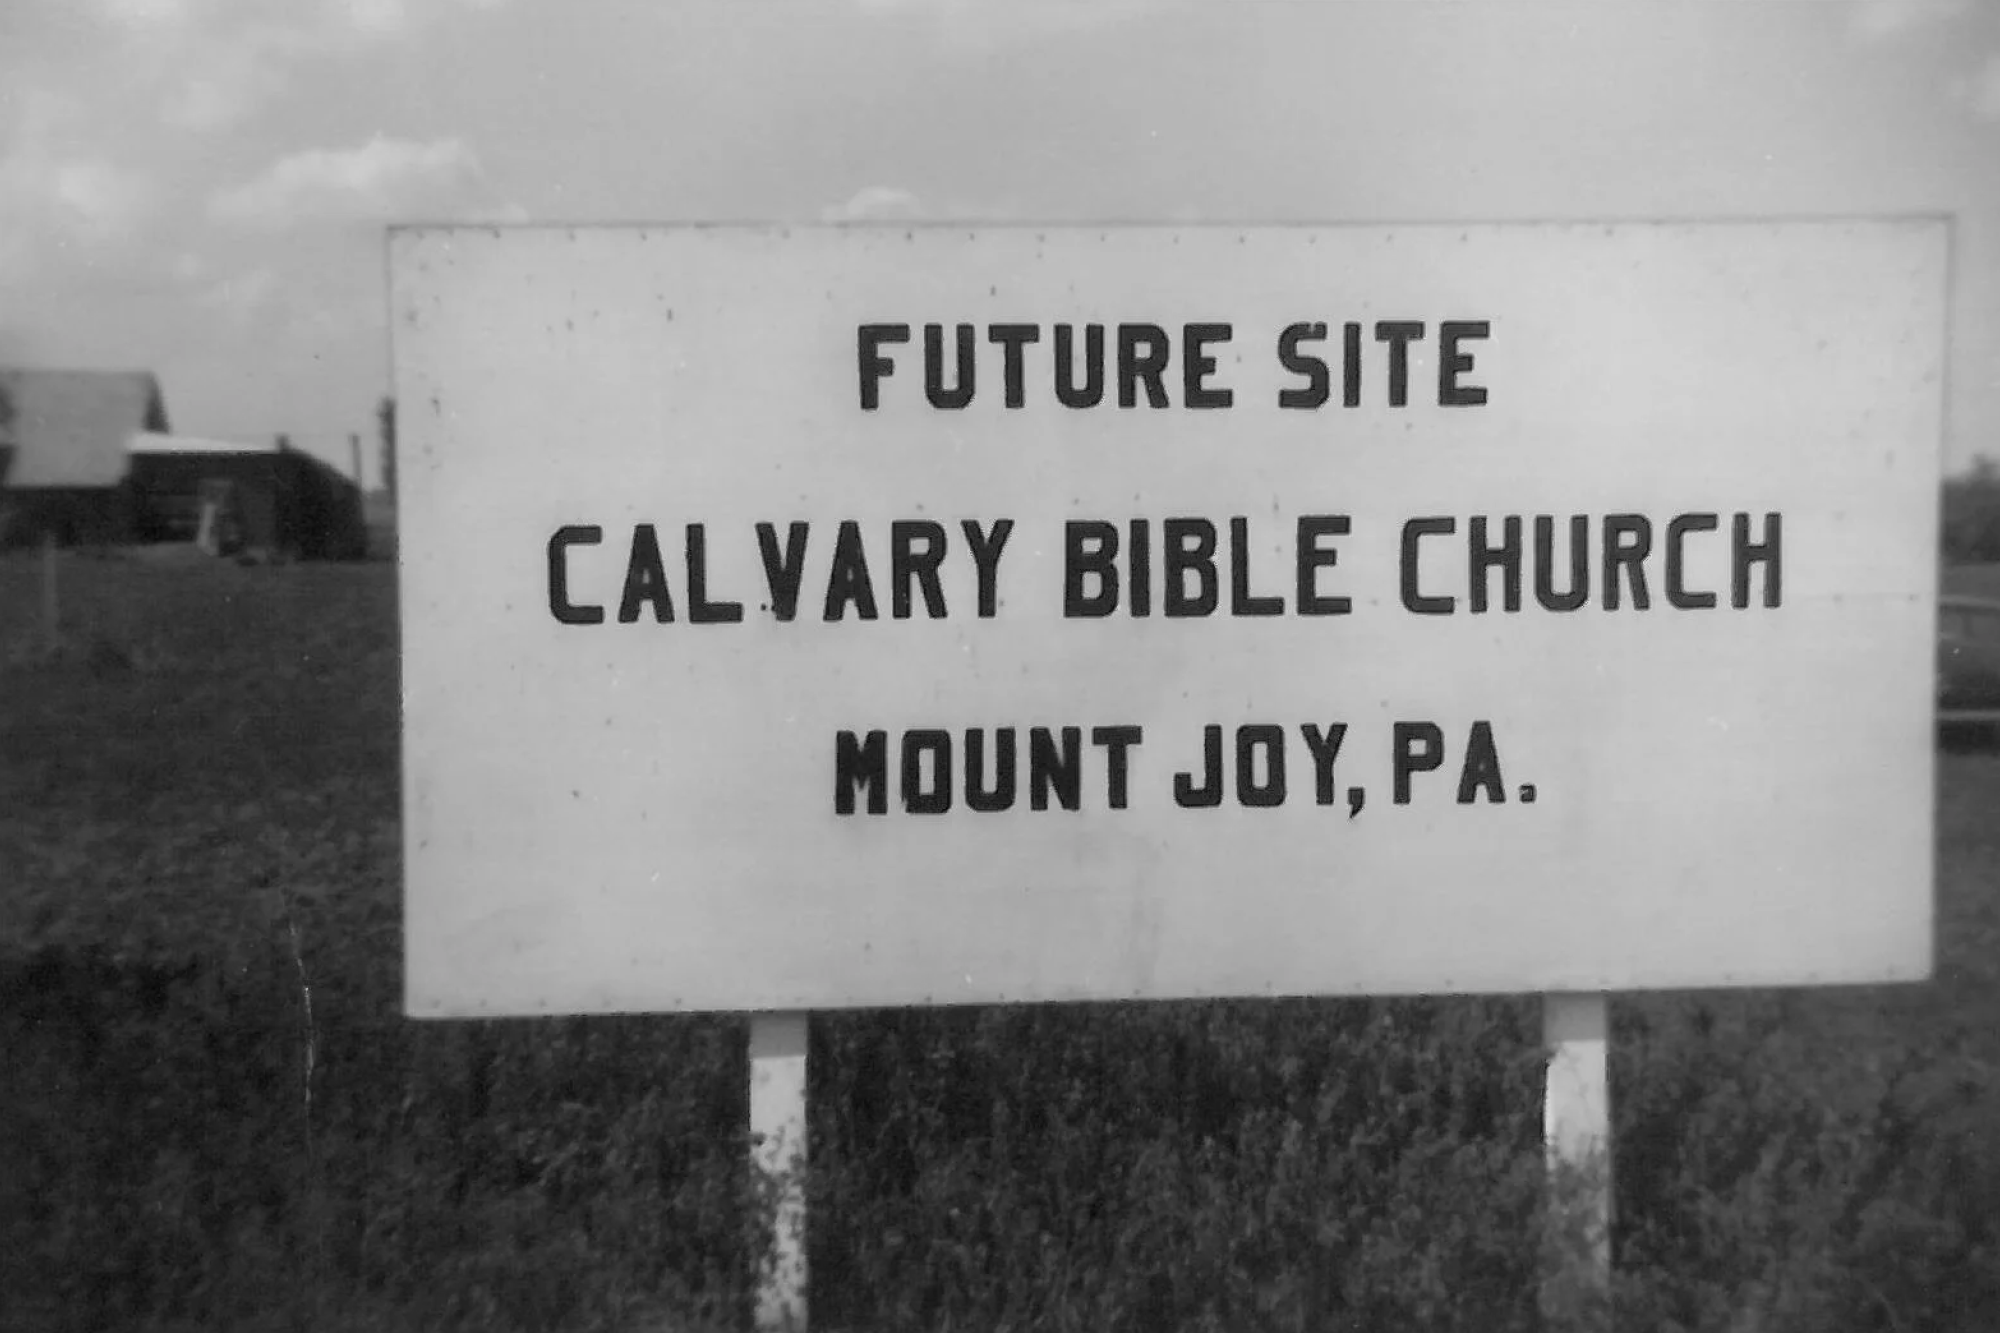 FUTURE SITE
CALVARY BIBLE CHURCH
MOUNT JOY, PA.